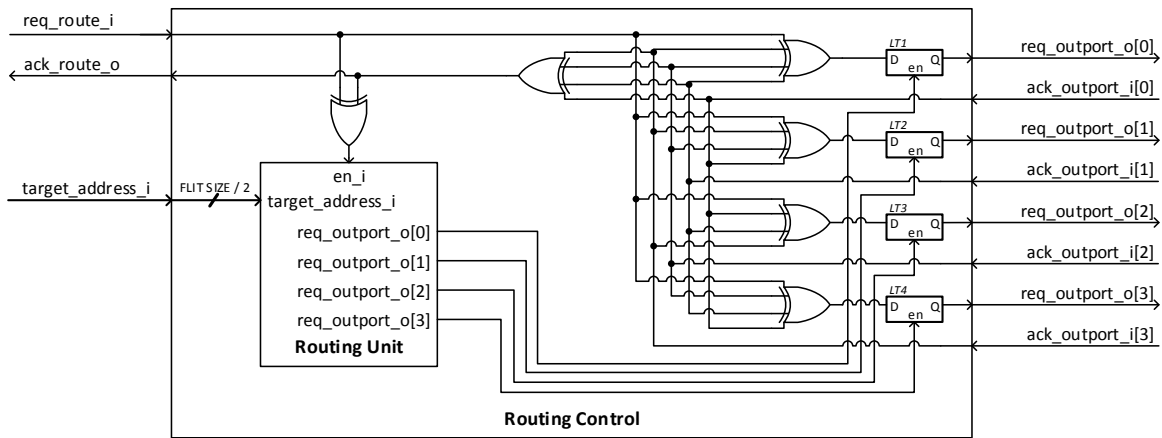 req_route_i
ack_route_o
target_address_i
FLIT SIZE / 2
en_i
target_address_i
req_outport_o[0]
req_outport_o[1]
req_outport_o[2]
req_outport_o[3]
Routing Unit
LT1
D Q
en
LT2
D Q
en
LT3
D Q
en
LT4
D Q
en
req_outport_o[0]
ack_outport_i[0]
req_outport_o[1]
ack_outport_i[1]
req_outport_o[2]
ack_outport_i[2]
req_outport_o[3]
ack_outport_i[3]
Routing Control